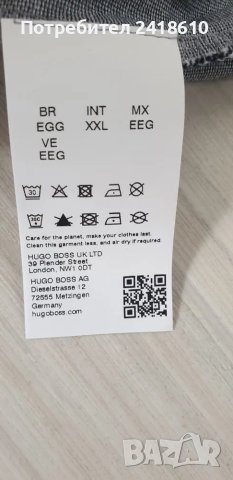 Потребител 2418610
BR INT MX
EGG XXL EEG
VE
EEG
30
Care for the planet, make your clothes last.
Clean this garment less, and air dry if required.
HUGO BOSS UK LTD
39 Plender Street
London, NW1 0DT
HUGO BOSS AG
Dieselstrasse 12
72555 Metzingen
Germany
hugoboss.com
BAZAR